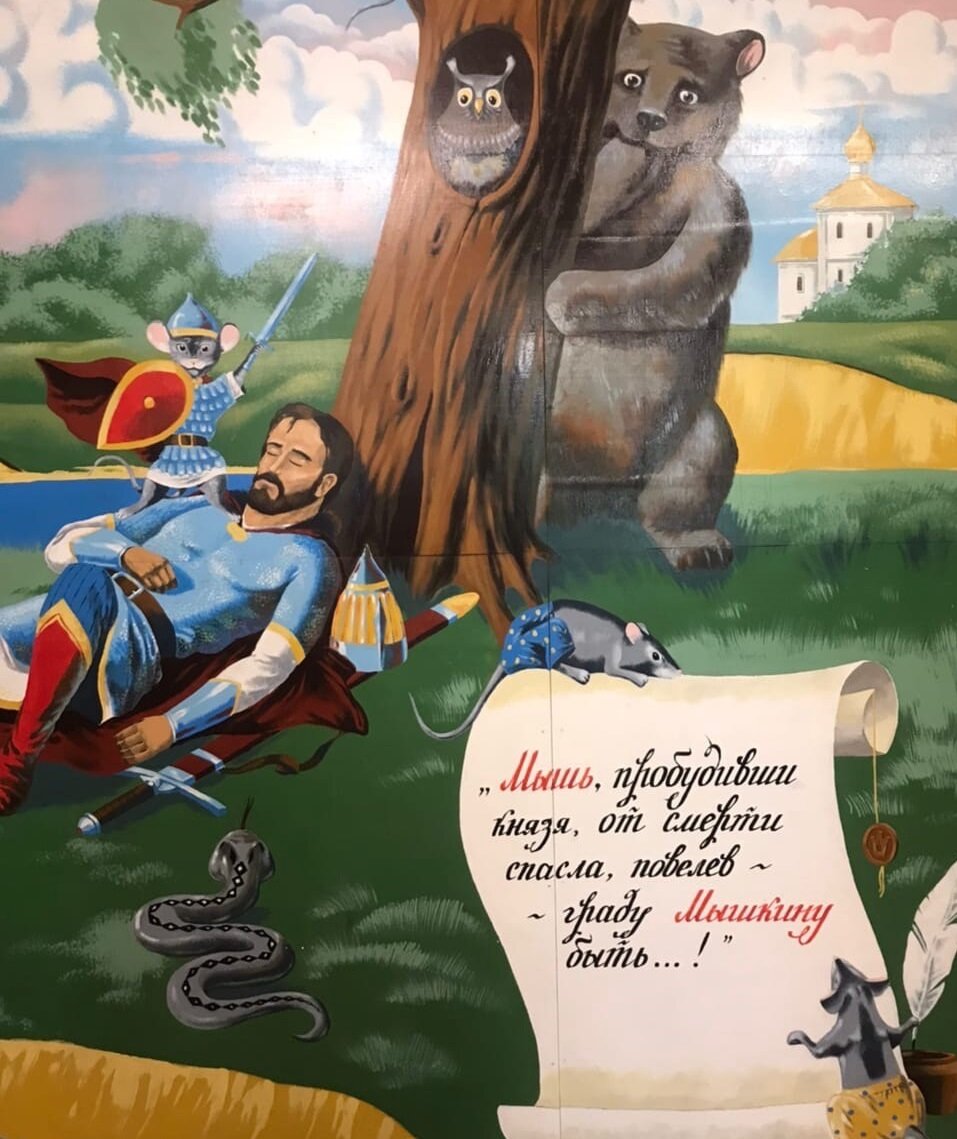 „Мышь, пробудивши
князя, от смерти
спасла, повелев ~
~ граду Мышкину
быть...!”